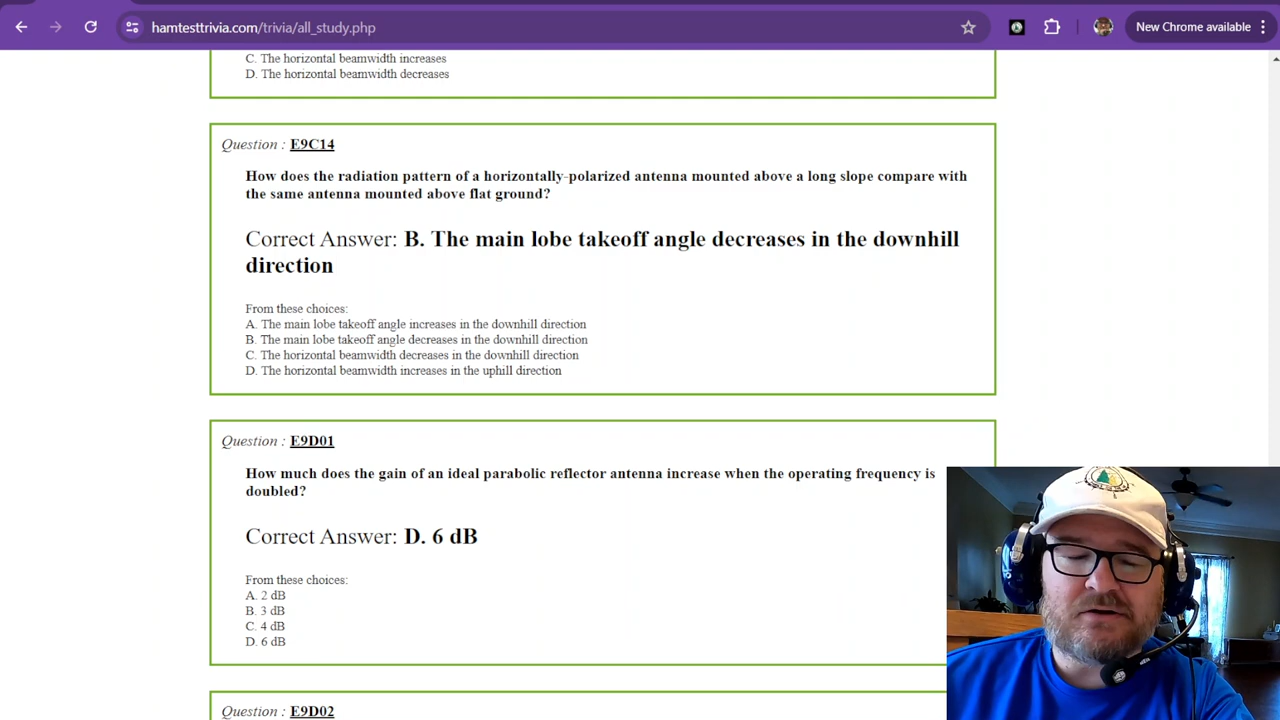 hamtesttrivia.com/trivia/all_study.php
New Chrome available
C. The horizontal beamwidth increases
D. The horizontal beamwidth decreases
Question : E9C14
How does the radiation pattern of a horizontally-polarized antenna mounted above a long slope compare with
the same antenna mounted above flat ground?
Correct Answer: B. The main lobe takeoff angle decreases in the downhill
direction
From these choices:
A. The main lobe takeoff angle increases in the downhill direction
B. The main lobe takeoff angle decreases in the downhill direction
C. The horizontal beamwidth decreases in the downhill direction
D. The horizontal beamwidth increases in the uphill direction
Question : E9D01
How much does the gain of an ideal parabolic reflector antenna increase when the operating frequency is
doubled?
Correct Answer: D. 6 dB
From these choices:
A. 2 dB
B. 3 dB
C. 4 dB
D. 6 dB
Question : E9D02